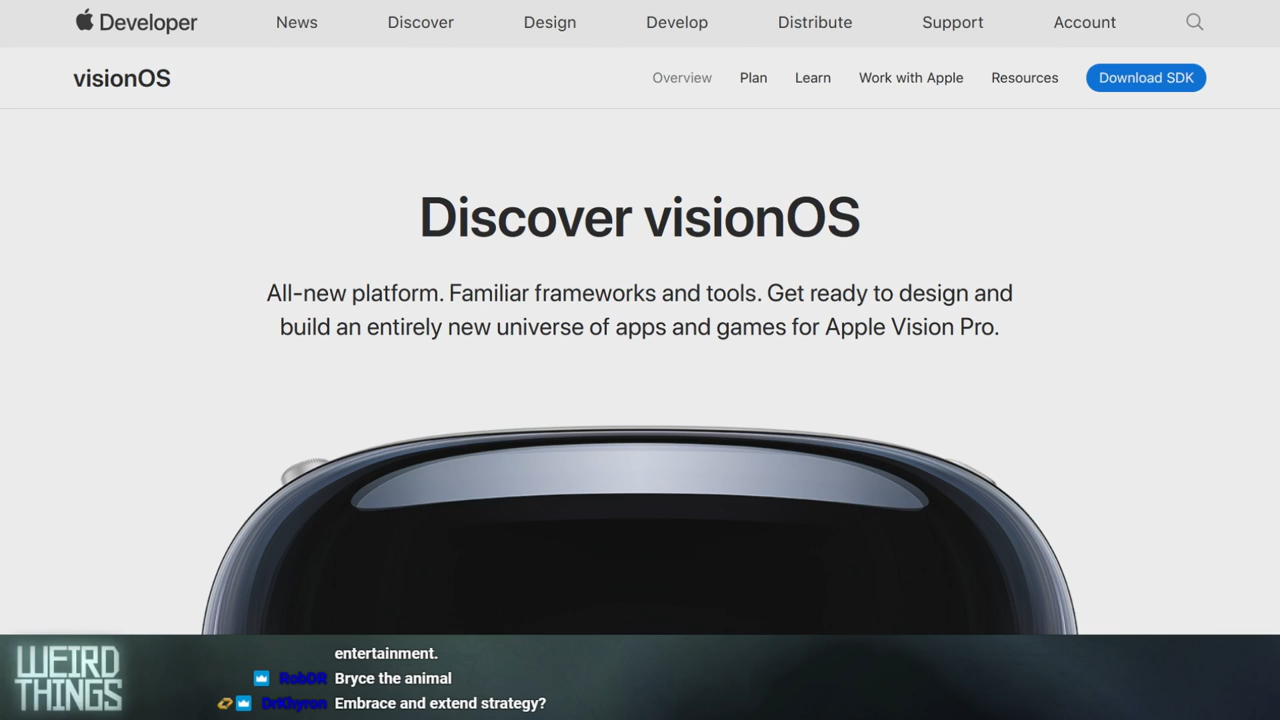 Developer News Discover Design Develop Distribute Support Account
visionOS Overview Plan Learn Work with Apple Resources Download SDK
Discover visionOS
All-new platform. Familiar frameworks and tools. Get ready to design and
build an entirely new universe of apps and games for Apple Vision Pro.
WEIRD
THINGS
entertainment.
RobDR Bryce the animal
DrKhyron Embrace and extend strategy?